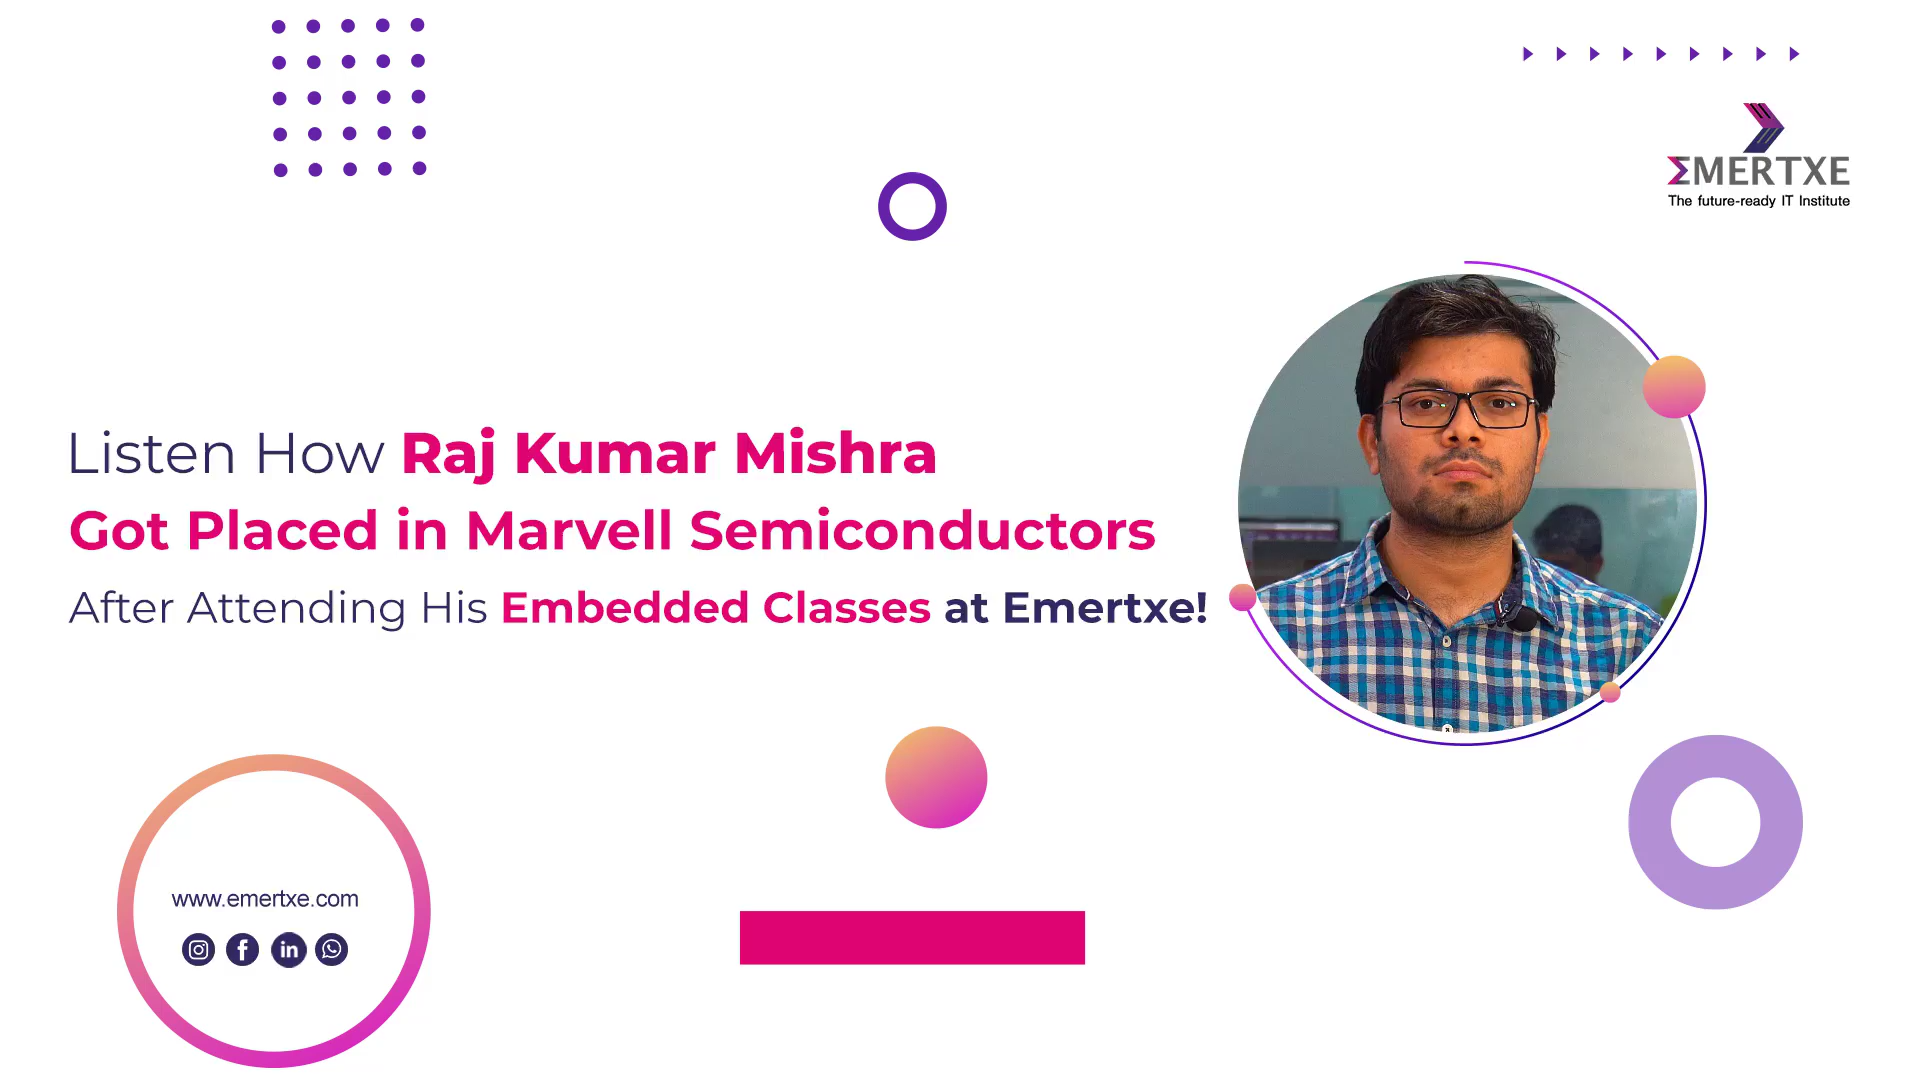 EMERTXE
The future-ready IT Institute
Listen How Raj Kumar Mishra
Got Placed in Marvell Semiconductors
After Attending His Embedded Classes at Emertxe!
www.emertxe.com